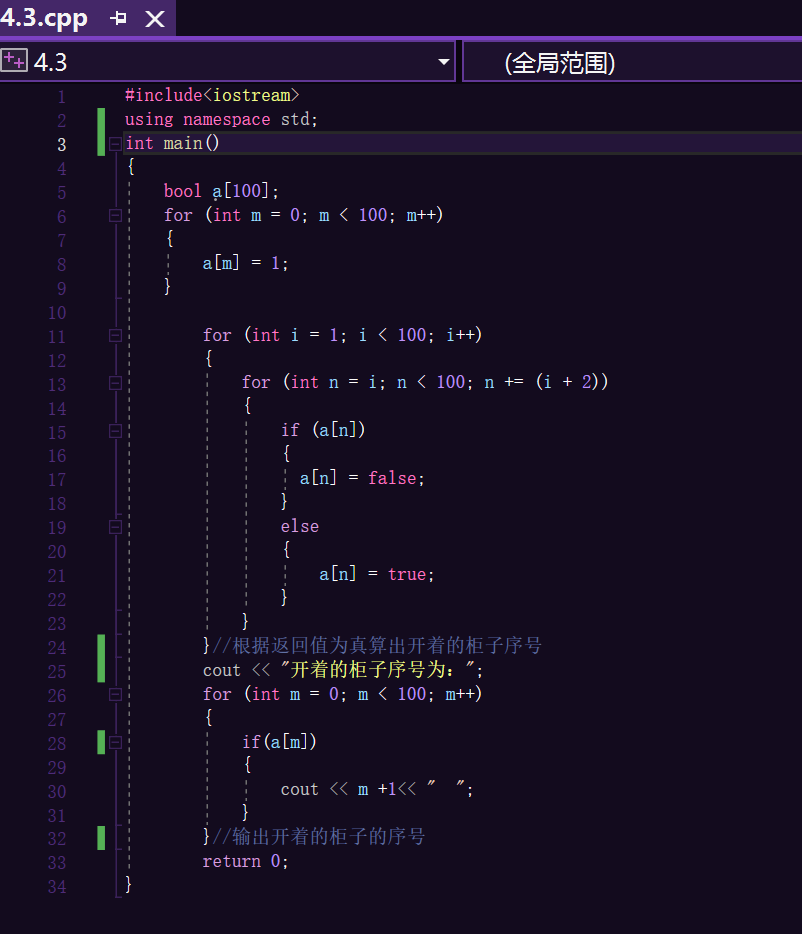 4.3.cpp
4.3
(全局范围)
1 #include<iostream>
2 using namespace std;
3 int main()
4 {
5 bool a[100];
6 for (int m = 0; m < 100; m++)
7 {
8 a[m] = 1;
9 }
10
11 for (int i = 1; i < 100; i++)
12 {
13 for (int n = i; n < 100; n += (i + 2))
14 {
15 if (a[n])
16 {
17 a[n] = false;
18 }
19 else
20 {
21 a[n] = true;
22 }
23 }
24 }//根据返回值为真算出开着的柜子序号
25 cout << "开着的柜子序号为：";
26 for (int m = 0; m < 100; m++)
27 {
28 if(a[m])
29 {
30 cout << m +1<< "  ";
31 }
32 }//输出开着的柜子的序号
33 return 0;
34 }